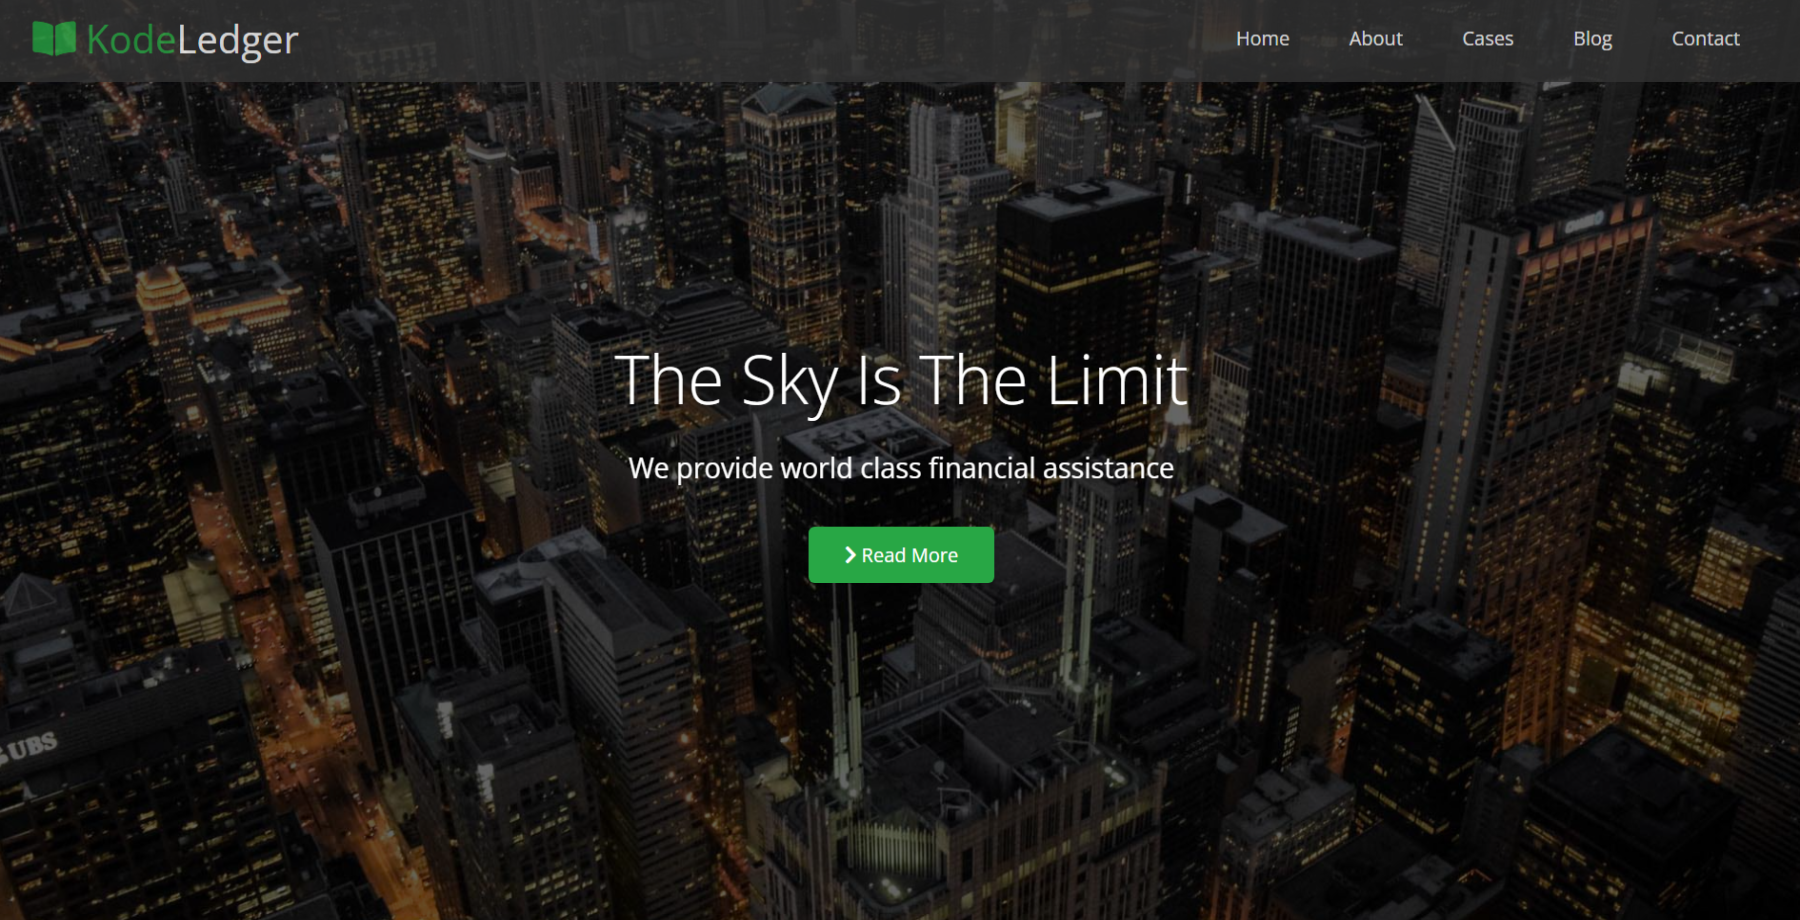 KodeLedger
Home
About
Cases
Blog
Contact
The Sky Is The Limit
We provide world class financial assistance
Read More
UBS